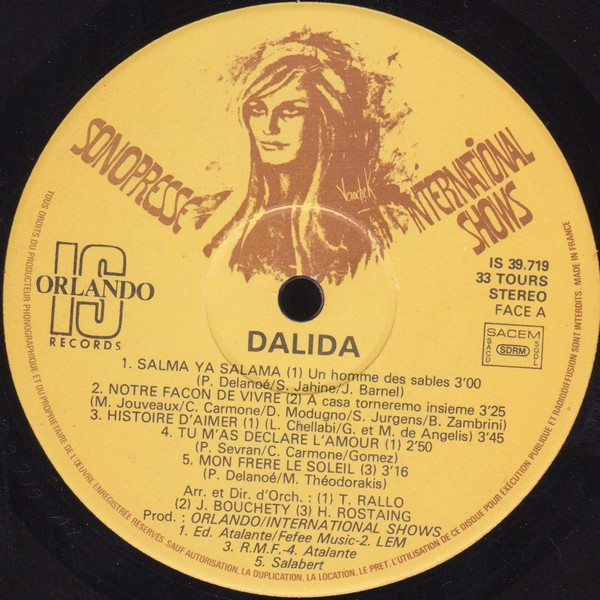 SONOPRESSE
INTERNATIONAL
SHOWS
IS
ORLANDO
RECORDS
IS 39.719
33 TOURS
STEREO
FACE A
SACEM
SACD
SDRM
SGDL
DALIDA
1. SALMA YA SALAMA (1) Un homme des sables 3'00
(P. Delanoé/S. Jahine/J. Barnel)
2. NOTRE FACON DE VIVRE (2) A casa torneremo insieme 3'25
(M. Jouveaux/C. Carmone/D. Modugno/S. Jurgens/B. Zambrini)
3. HISTOIRE D'AIMER (1) (L. Chellabi/G. et M. de Angelis) 3'45
4. TU M'AS DECLARE L'AMOUR (1) 2'50
(P. Sevran/C. Carmone/Gomez)
5. MON FRERE LE SOLEIL (3) 3'16
(P. Delanoé/M. Théodorakis)
Arr. et Dir. d'Orch. : (1) T. RALLO
(2) J. BOUCHETY (3) H. ROSTAING
Prod. : ORLANDO/INTERNATIONAL SHOWS
1. Ed. Atalante/Fefee Music-2. LEM
3. R.M.F.-4. Atalante
5. Salabert
TOUS DROITS DU PRODUCTEUR PHONOGRAPHIQUE ET DU PROPRIETAIRE DE L'ŒUVRE ENREGISTREE RESERVES. SAUF AUTORISATION, LA DUPLICATION, LA LOCATION, LE PRET, L'UTILISATION DE CE DISQUE POUR EXECUTION PUBLIQUE ET RADIODIFFUSION SONT INTERDITS. MADE IN FRANCE